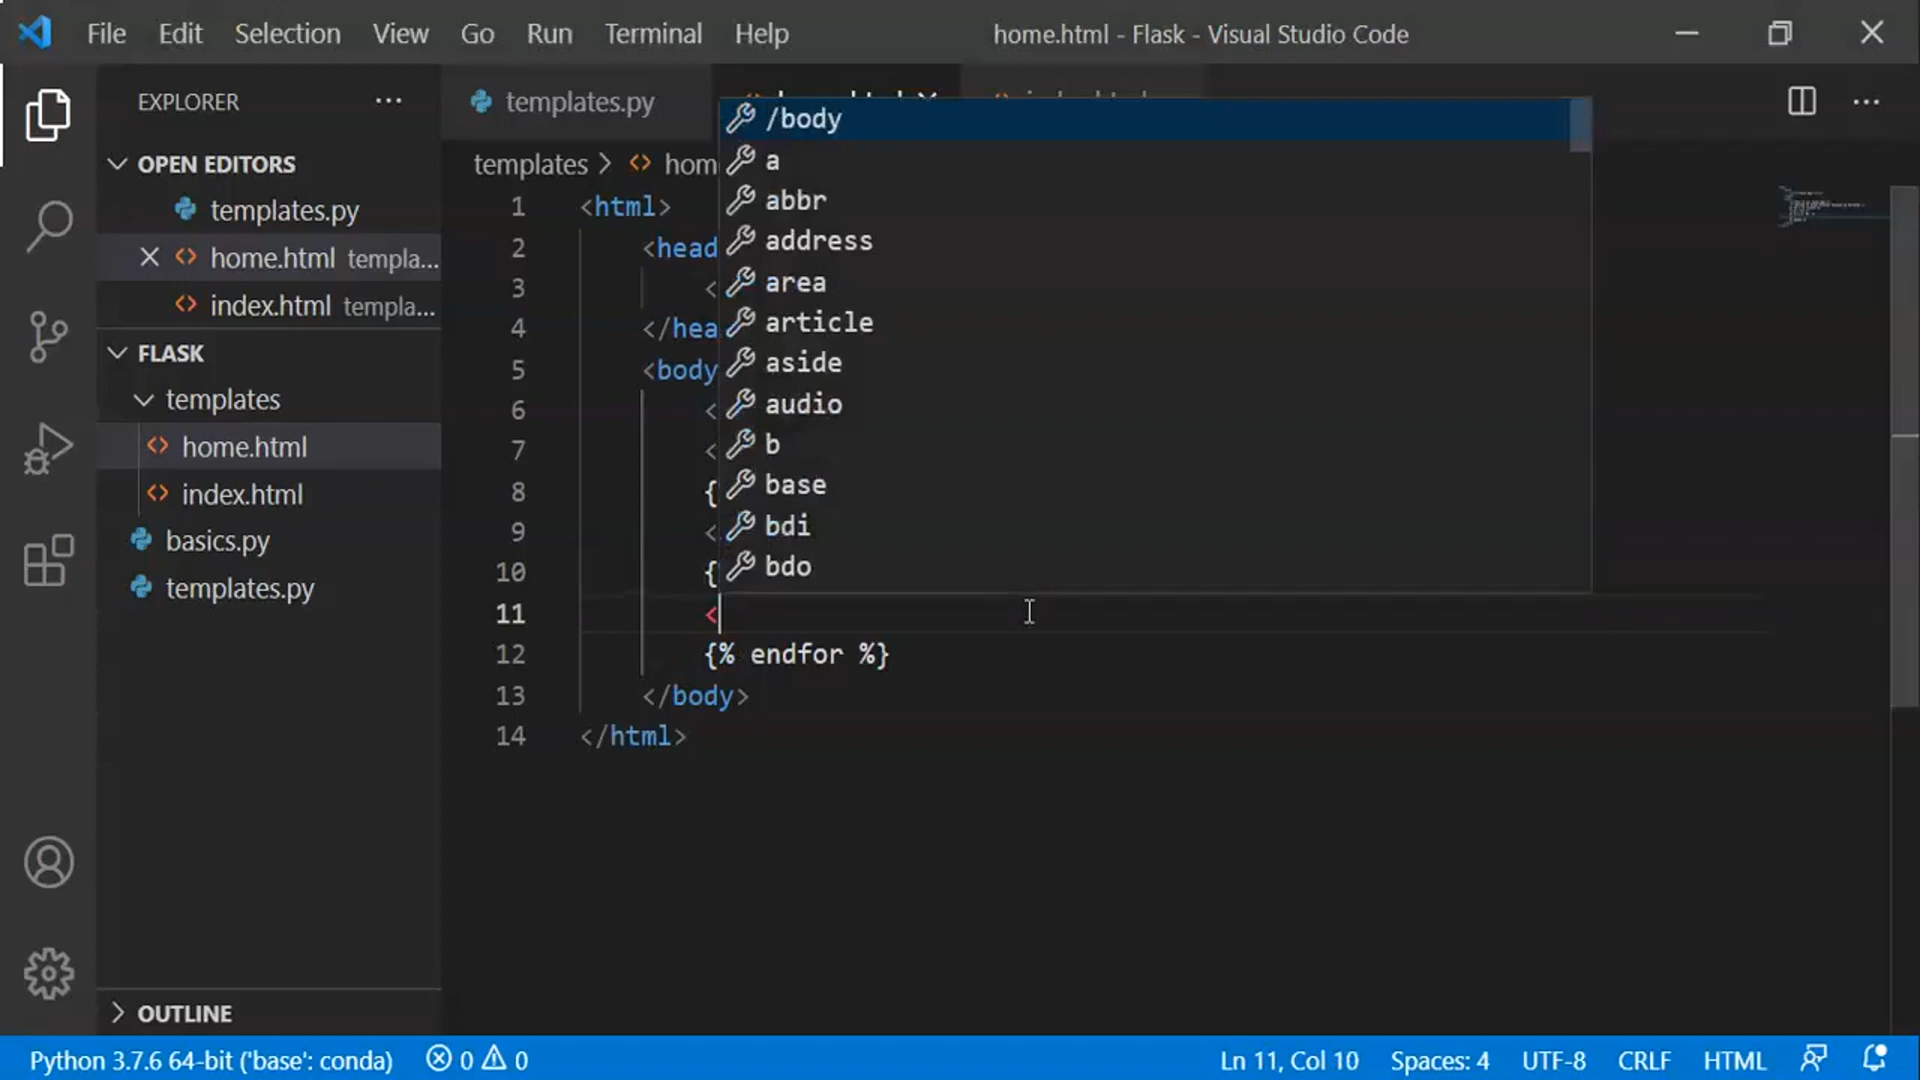 File Edit Selection View Go Run Terminal Help home.html - Flask - Visual Studio Code
EXPLORER
OPEN EDITORS
templates.py
home.html templa...
index.html templa...
FLASK
templates
home.html
index.html
basics.py
templates.py
OUTLINE
templates.py
templates > <> hom
1 <html>
2 <head
3 <
4 </hea
5 <body
6 <
7 <
8 {
9 <
10 {
11 <
12 {% endfor %}
13 </body>
14 </html>
/body
a
abbr
address
area
article
aside
audio
b
base
bdi
bdo
Python 3.7.6 64-bit ('base': conda) 0 0 Ln 11, Col 10 Spaces: 4 UTF-8 CRLF HTML